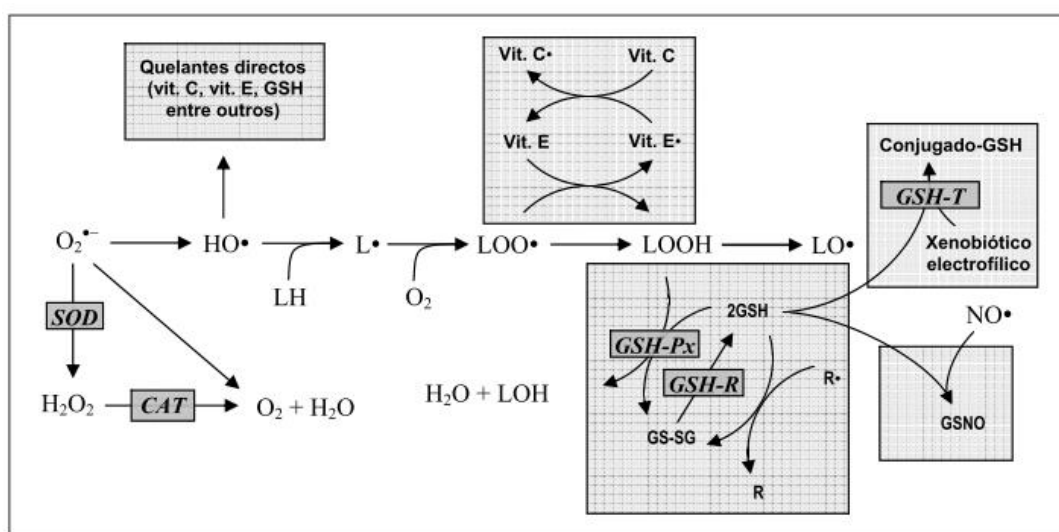 Quelantes directos
(vit. C, vit. E, GSH
entre outros)
Vit. C•
Vit. C
Vit. E
Vit. E•
Conjugado-GSH
GSH-T
Xenobiótico
electrofílico
O₂•−
HO•
L•
LOO•
LOOH
LO•
LH
O₂
SOD
GSH-Px
2GSH
NO•
GSH-R
R•
H₂O₂
CAT
O₂ + H₂O
H₂O + LOH
GS-SG
GSNO
R